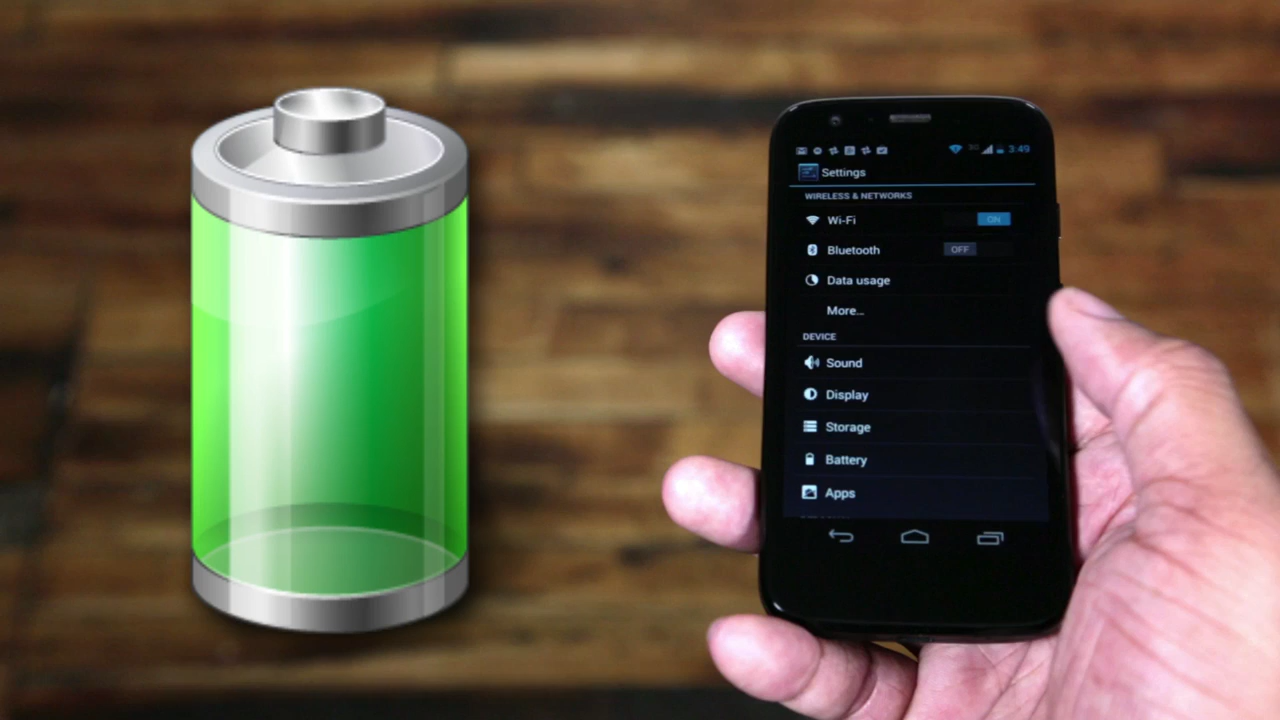 3G 3:49
Settings
WIRELESS & NETWORKS
Wi-Fi ON
Bluetooth OFF
Data usage
More...
DEVICE
Sound
Display
Storage
Battery
Apps